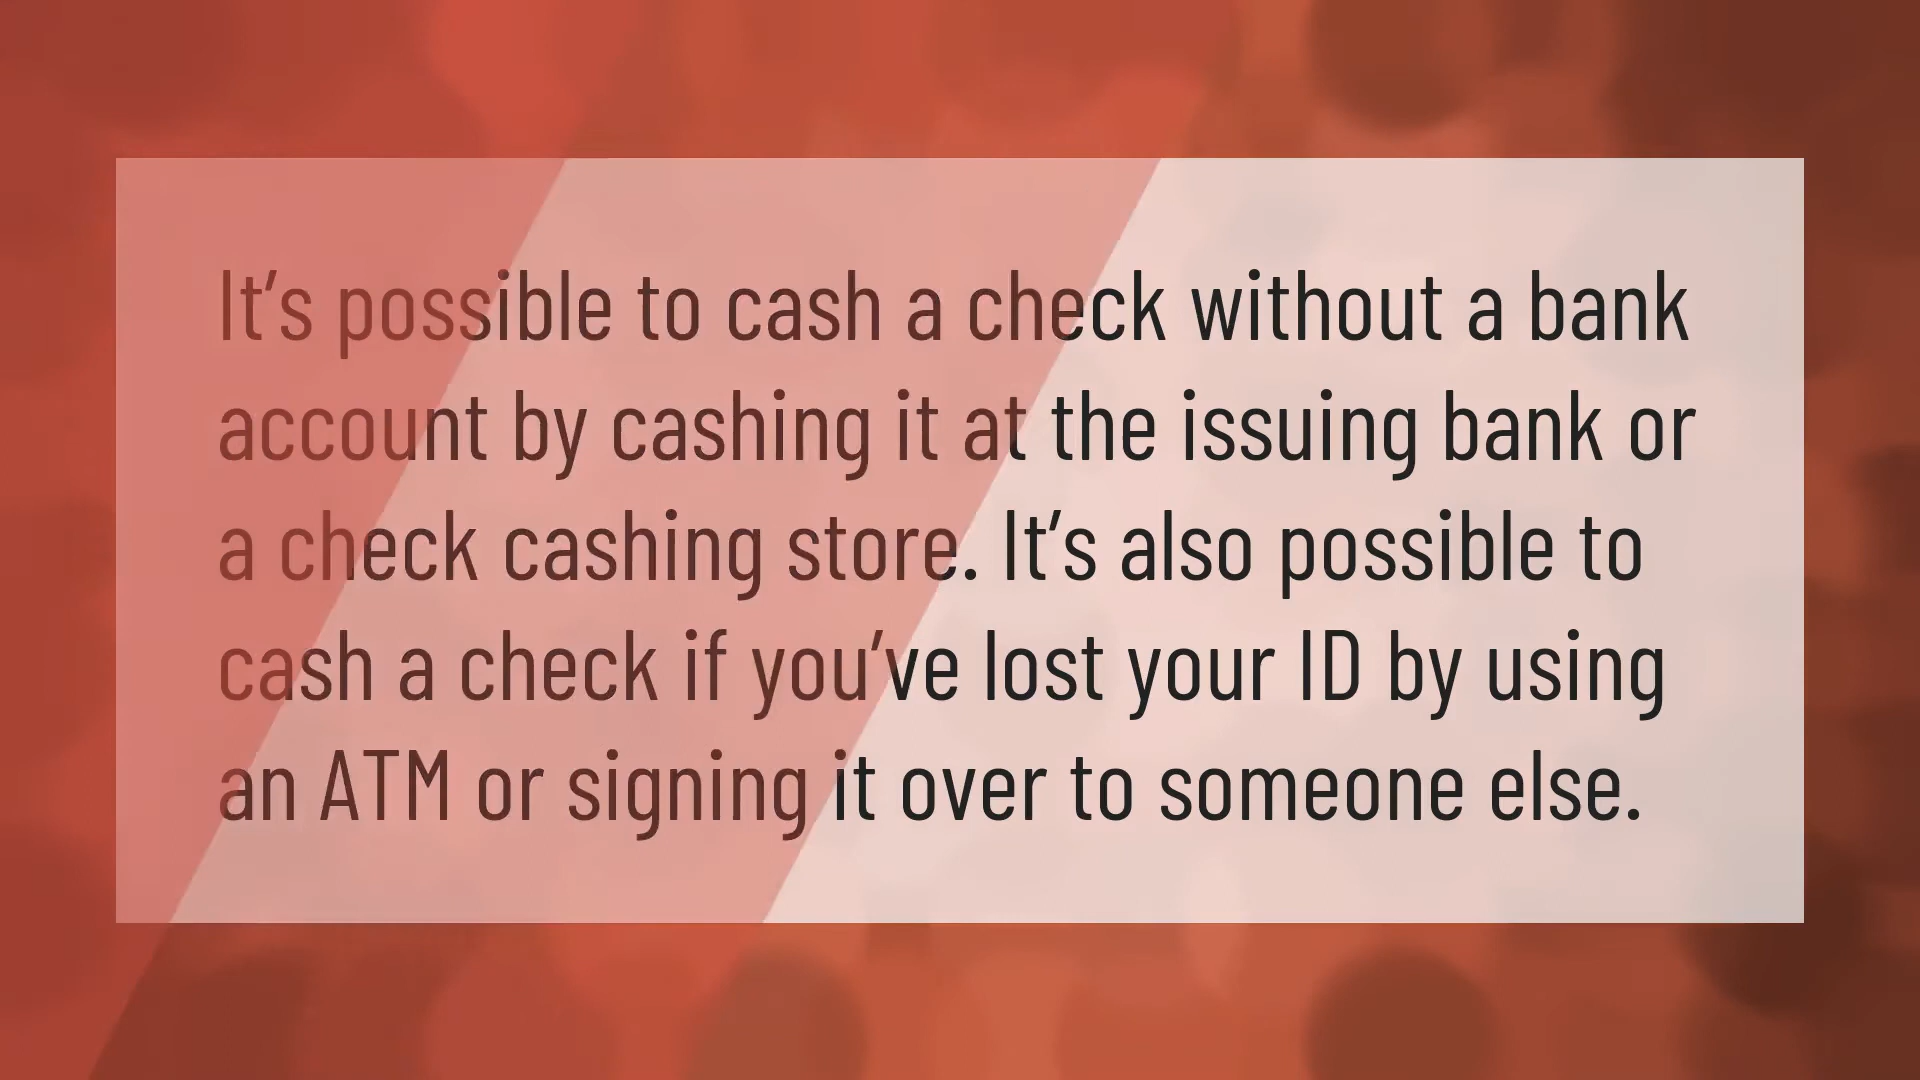 It’s possible to cash a check without a bank
account by cashing it at the issuing bank or
a check cashing store. It’s also possible to
cash a check if you’ve lost your ID by using
an ATM or signing it over to someone else.